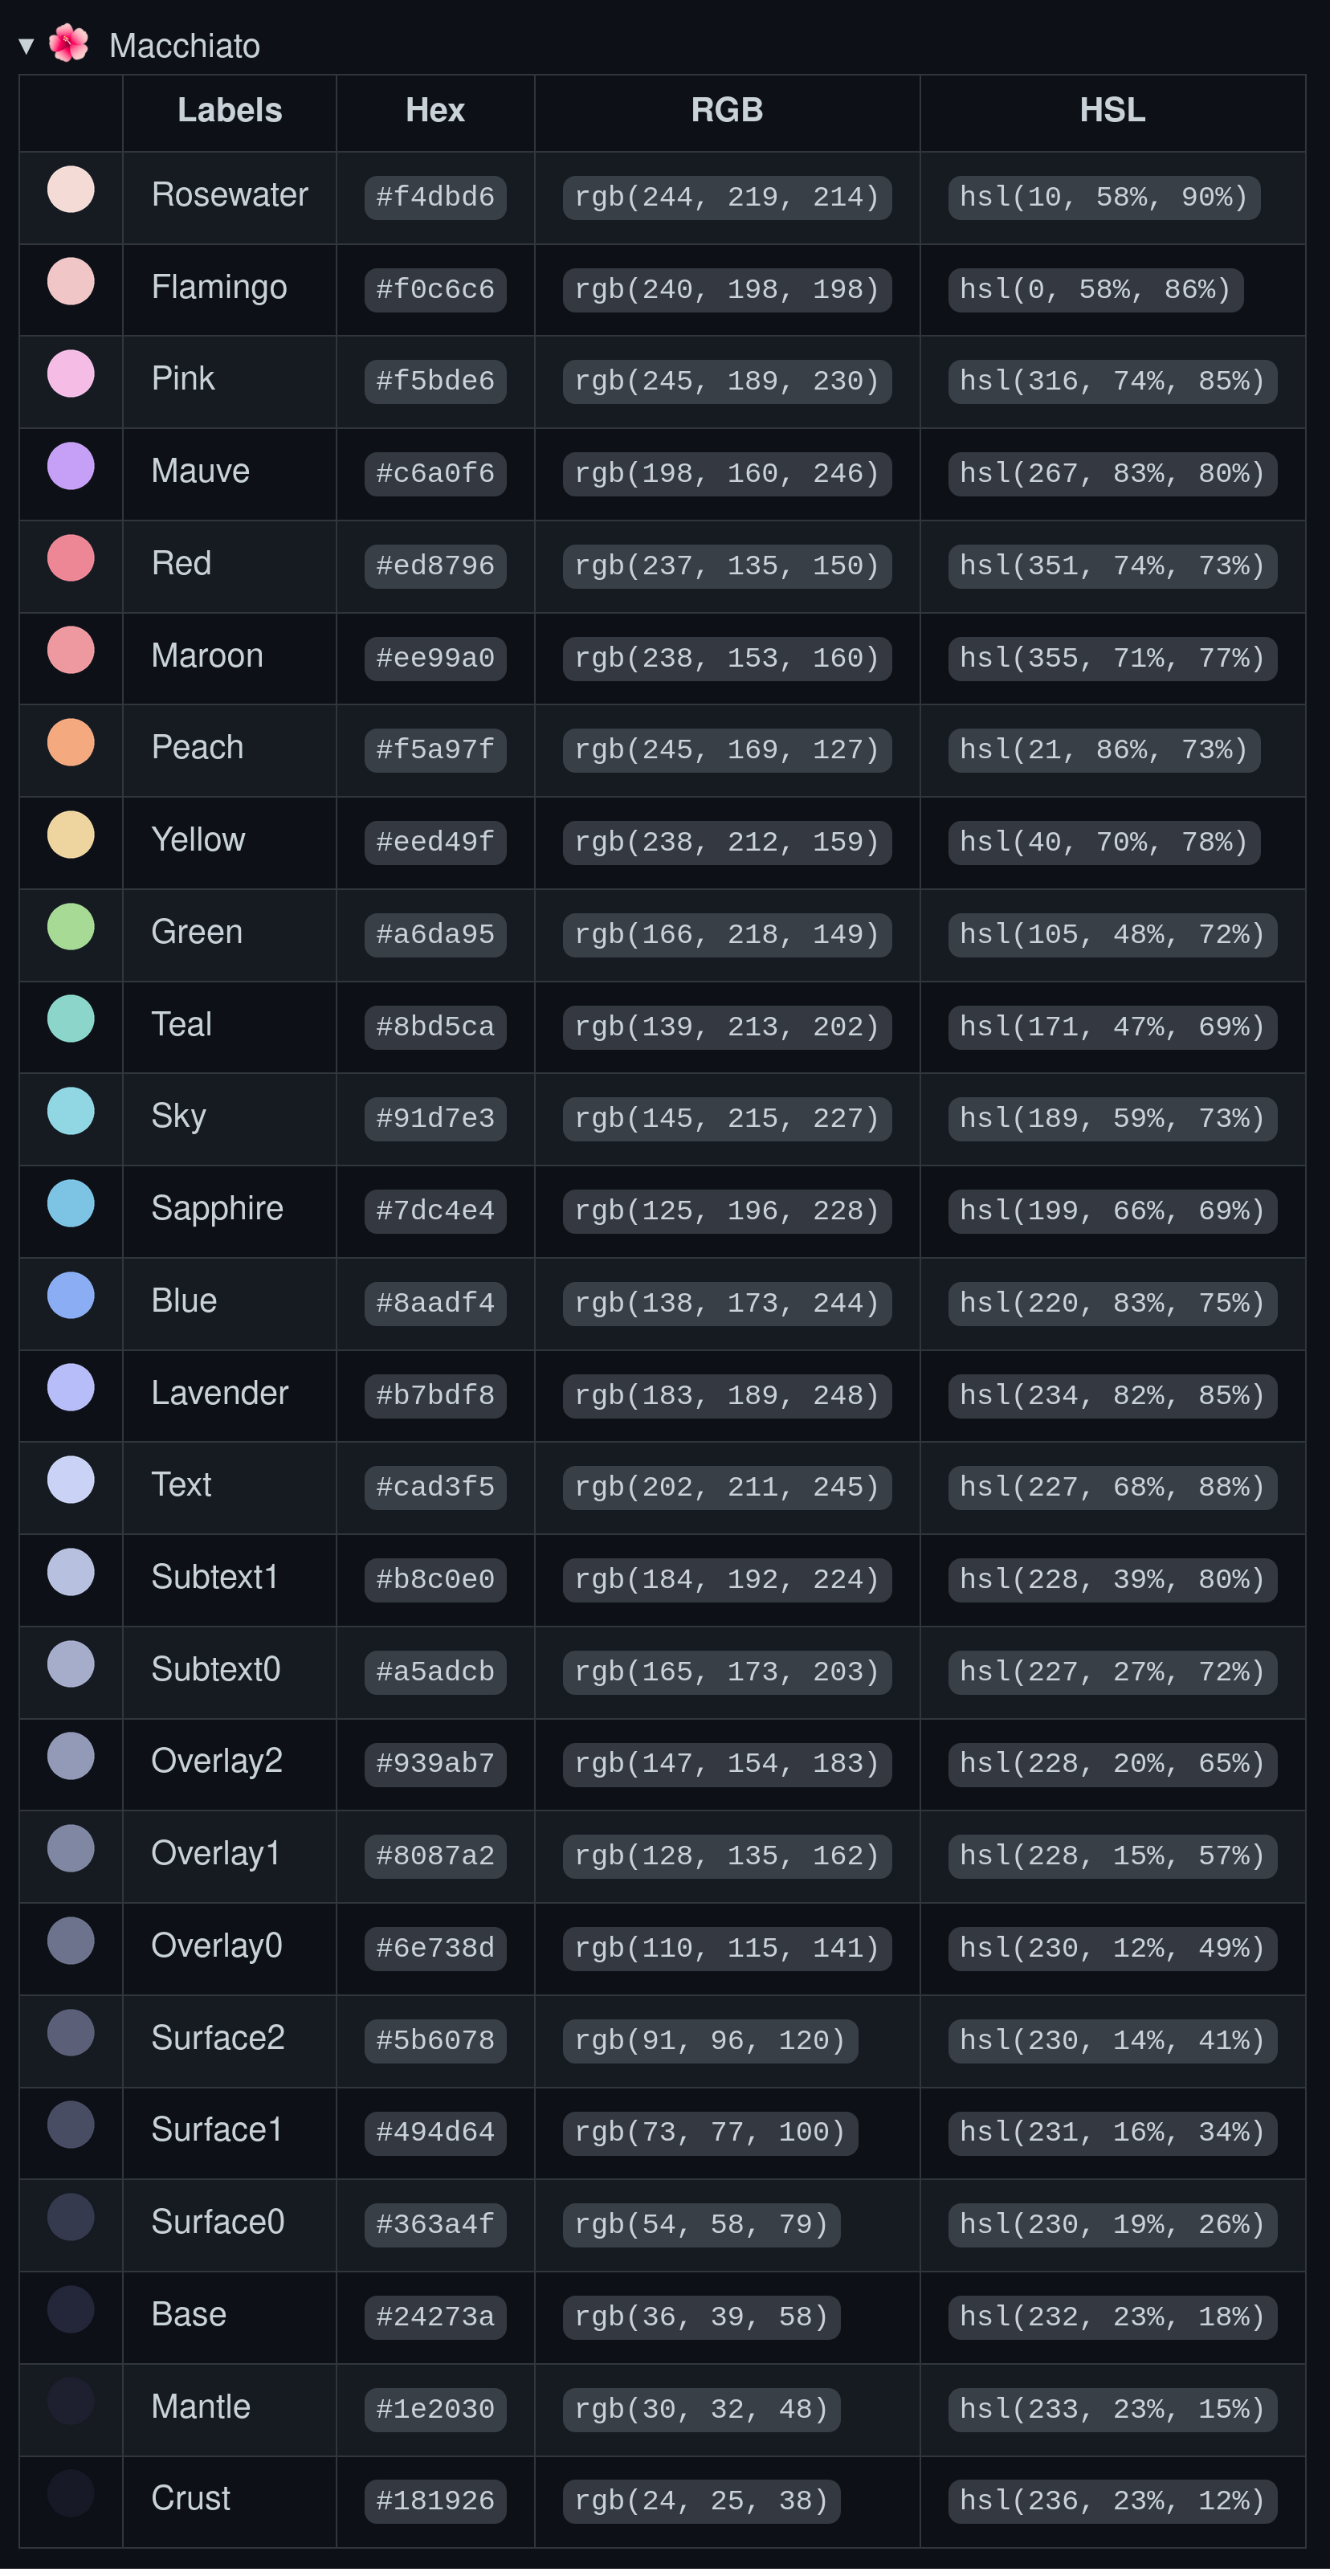 ▼ 🌺 Macchiato
Labels Hex RGB HSL
Rosewater #f4dbd6 rgb(244, 219, 214) hsl(10, 58%, 90%)
Flamingo #f0c6c6 rgb(240, 198, 198) hsl(0, 58%, 86%)
Pink #f5bde6 rgb(245, 189, 230) hsl(316, 74%, 85%)
Mauve #c6a0f6 rgb(198, 160, 246) hsl(267, 83%, 80%)
Red #ed8796 rgb(237, 135, 150) hsl(351, 74%, 73%)
Maroon #ee99a0 rgb(238, 153, 160) hsl(355, 71%, 77%)
Peach #f5a97f rgb(245, 169, 127) hsl(21, 86%, 73%)
Yellow #eed49f rgb(238, 212, 159) hsl(40, 70%, 78%)
Green #a6da95 rgb(166, 218, 149) hsl(105, 48%, 72%)
Teal #8bd5ca rgb(139, 213, 202) hsl(171, 47%, 69%)
Sky #91d7e3 rgb(145, 215, 227) hsl(189, 59%, 73%)
Sapphire #7dc4e4 rgb(125, 196, 228) hsl(199, 66%, 69%)
Blue #8aadf4 rgb(138, 173, 244) hsl(220, 83%, 75%)
Lavender #b7bdf8 rgb(183, 189, 248) hsl(234, 82%, 85%)
Text #cad3f5 rgb(202, 211, 245) hsl(227, 68%, 88%)
Subtext1 #b8c0e0 rgb(184, 192, 224) hsl(228, 39%, 80%)
Subtext0 #a5adcb rgb(165, 173, 203) hsl(227, 27%, 72%)
Overlay2 #939ab7 rgb(147, 154, 183) hsl(228, 20%, 65%)
Overlay1 #8087a2 rgb(128, 135, 162) hsl(228, 15%, 57%)
Overlay0 #6e738d rgb(110, 115, 141) hsl(230, 12%, 49%)
Surface2 #5b6078 rgb(91, 96, 120) hsl(230, 14%, 41%)
Surface1 #494d64 rgb(73, 77, 100) hsl(231, 16%, 34%)
Surface0 #363a4f rgb(54, 58, 79) hsl(230, 19%, 26%)
Base #24273a rgb(36, 39, 58) hsl(232, 23%, 18%)
Mantle #1e2030 rgb(30, 32, 48) hsl(233, 23%, 15%)
Crust #181926 rgb(24, 25, 38) hsl(236, 23%, 12%)